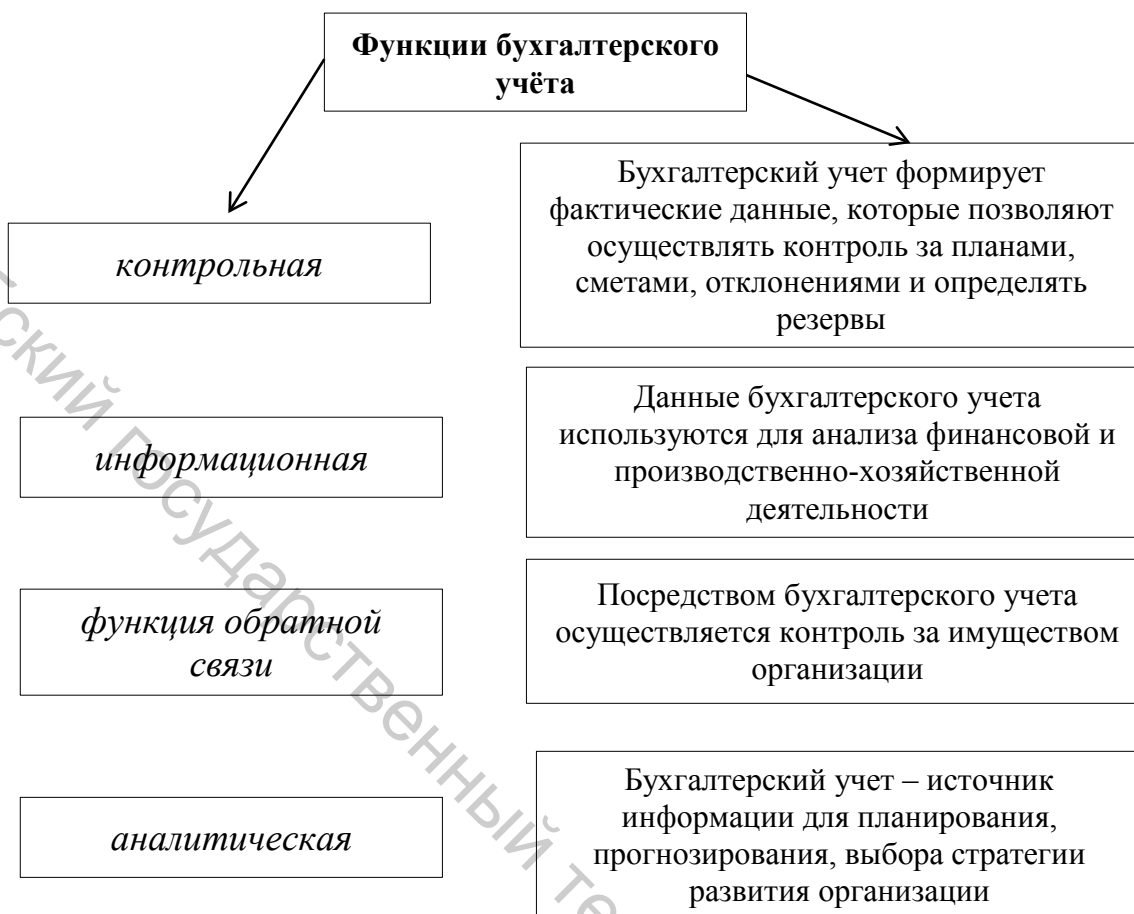 Функции бухгалтерского
учёта
контрольная
Бухгалтерский учет формирует
фактические данные, которые позволяют
осуществлять контроль за планами,
сметами, отклонениями и определять
резервы
информационная
Данные бухгалтерского учета
используются для анализа финансовой и
производственно-хозяйственной
деятельности
функция обратной
связи
Посредством бухгалтерского учета
осуществляется контроль за имуществом
организации
аналитическая
Бухгалтерский учет – источник
информации для планирования,
прогнозирования, выбора стратегии
развития организации
государственный